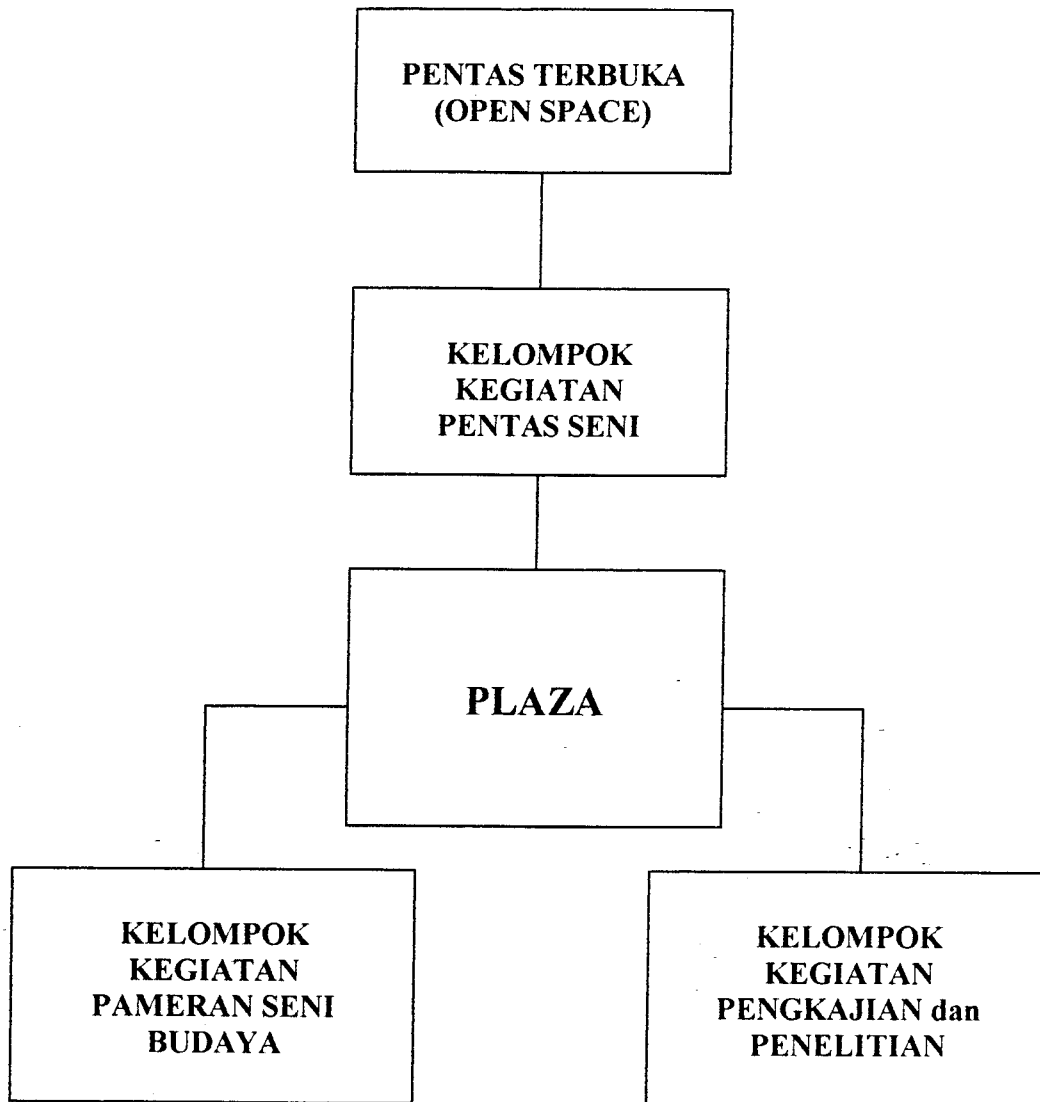 PENTAS TERBUKA
(OPEN SPACE)
KELOMPOK
KEGIATAN
PENTAS SENI
PLAZA
KELOMPOK
KEGIATAN
PAMERAN SENI
BUDAYA
KELOMPOK
KEGIATAN
PENGKAJIAN dan
PENELITIAN